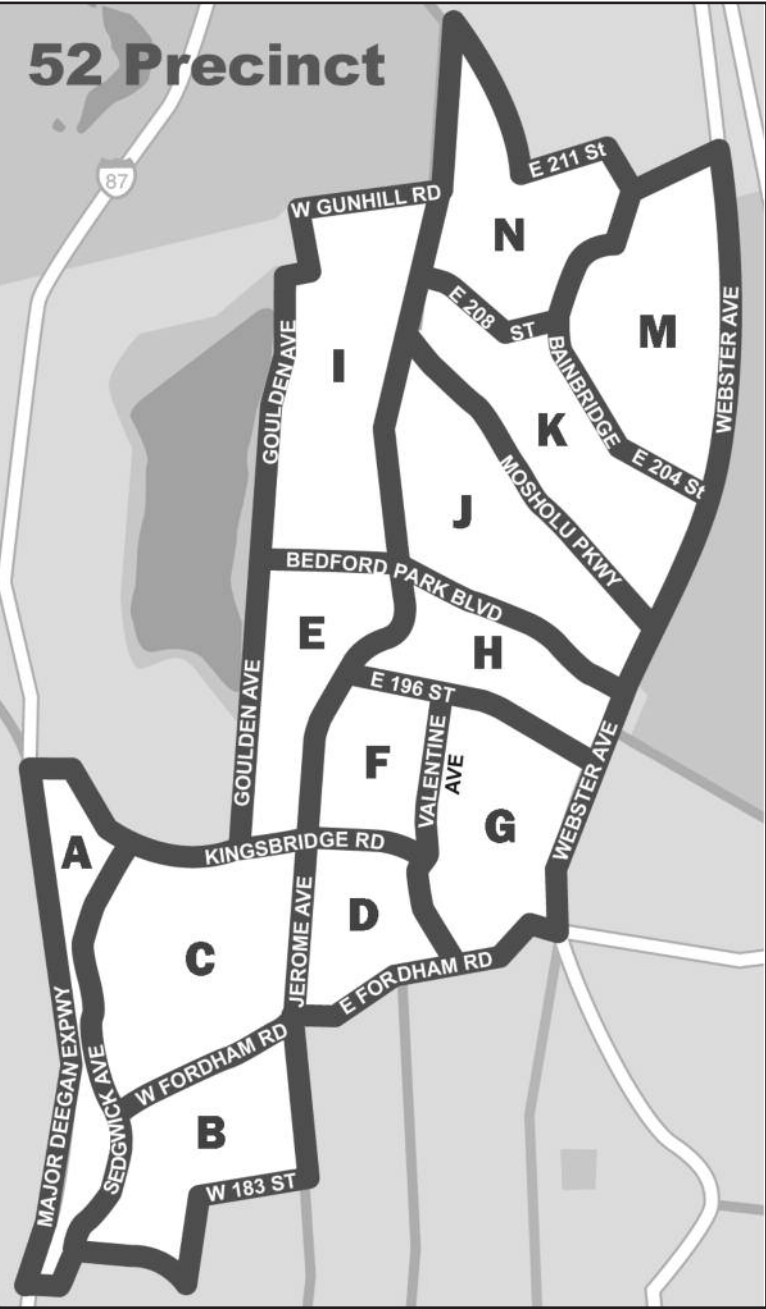 52 Precinct
87
E 211 St
W GUNHILL RD
N
E 208 ST
M
WEBSTER AVE
GOULDEN AVE
I
BAINBRIDGE
K
E 204 St
MOSHOLU PKWY
J
BEDFORD PARK BLVD
E
H
E 196 ST
GOULDEN AVE
F
VALENTINE
AVE
WEBSTER AVE
G
A
KINGSBRIDGE RD
D
C
JEROME AVE
E FORDHAM RD
MAJOR DEEGAN EXPWY
W FORDHAM RD
SEDGWICK AVE
B
W 183 ST